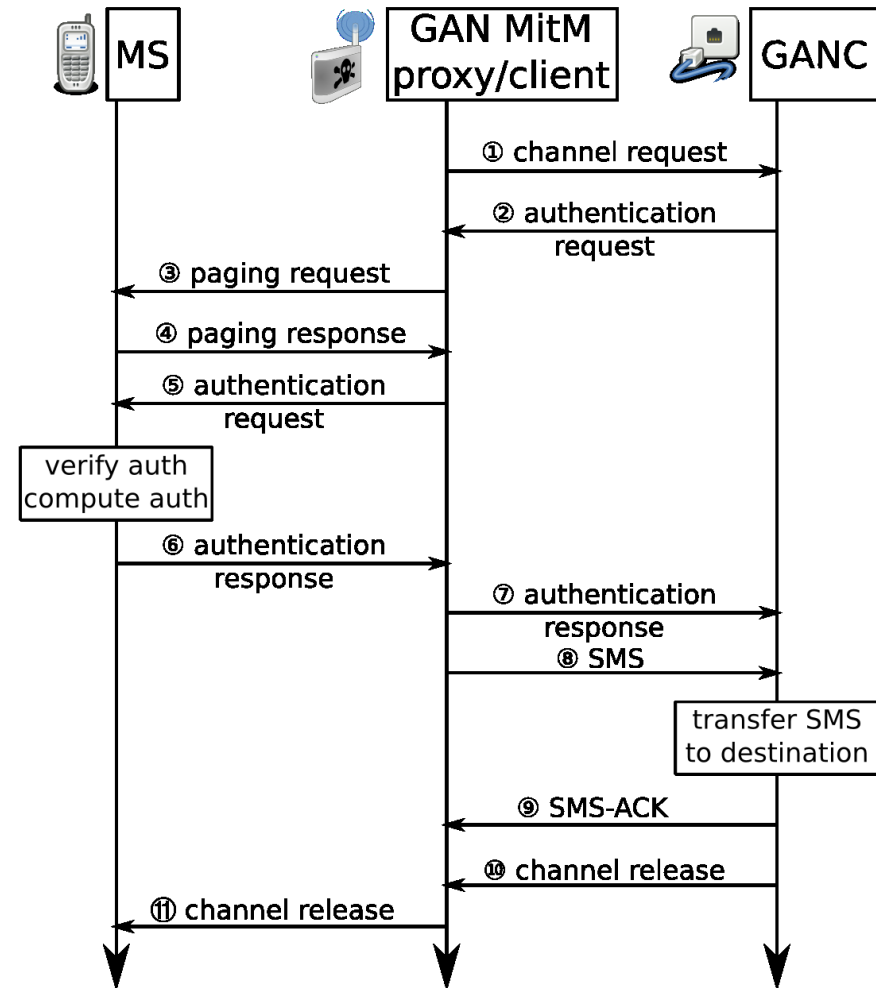 MS
GAN MitM
proxy/client
GANC
① channel request
② authentication
request
③ paging request
④ paging response
⑤ authentication
request
verify auth
compute auth
⑥ authentication
response
⑦ authentication
response
⑧ SMS
transfer SMS
to destination
⑨ SMS-ACK
⑩ channel release
⑪ channel release